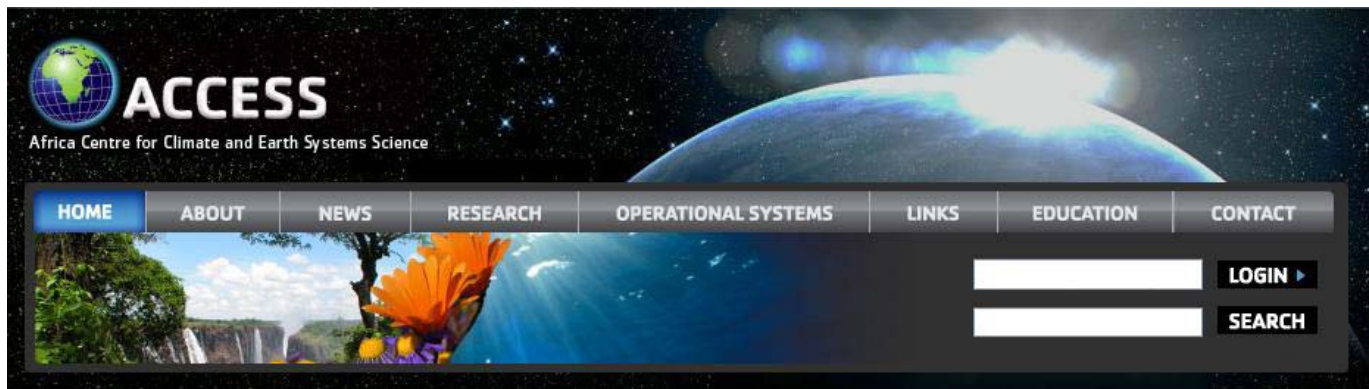 ACCESS
Africa Centre for Climate and Earth Systems Science
HOME ABOUT NEWS RESEARCH OPERATIONAL SYSTEMS LINKS EDUCATION CONTACT
LOGIN
SEARCH